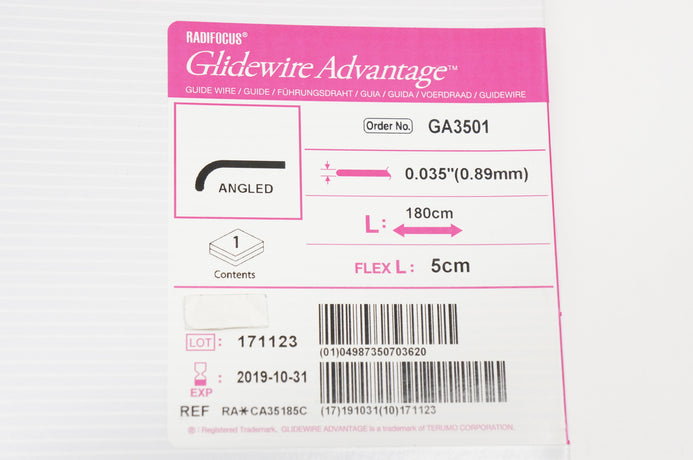 RADIFOCUS®
Glidewire Advantage™
GUIDE WIRE / GUIDE / FÜHRUNGSDRAHT / GUIA / GUIDA / VOERDRAAD / GUIDEWIRE
Order No. GA3501
ANGLED
0.035"(0.89mm)
L: 180cm
1
Contents
FLEX L: 5cm
LOT : 171123
(01)04987350703620
EXP : 2019-10-31
REF RA*CA35185C
(17)191031(10)171123
® : Registered Trademark, GLIDEWIRE ADVANTAGE is a trademark of TERUMO CORPORATION.